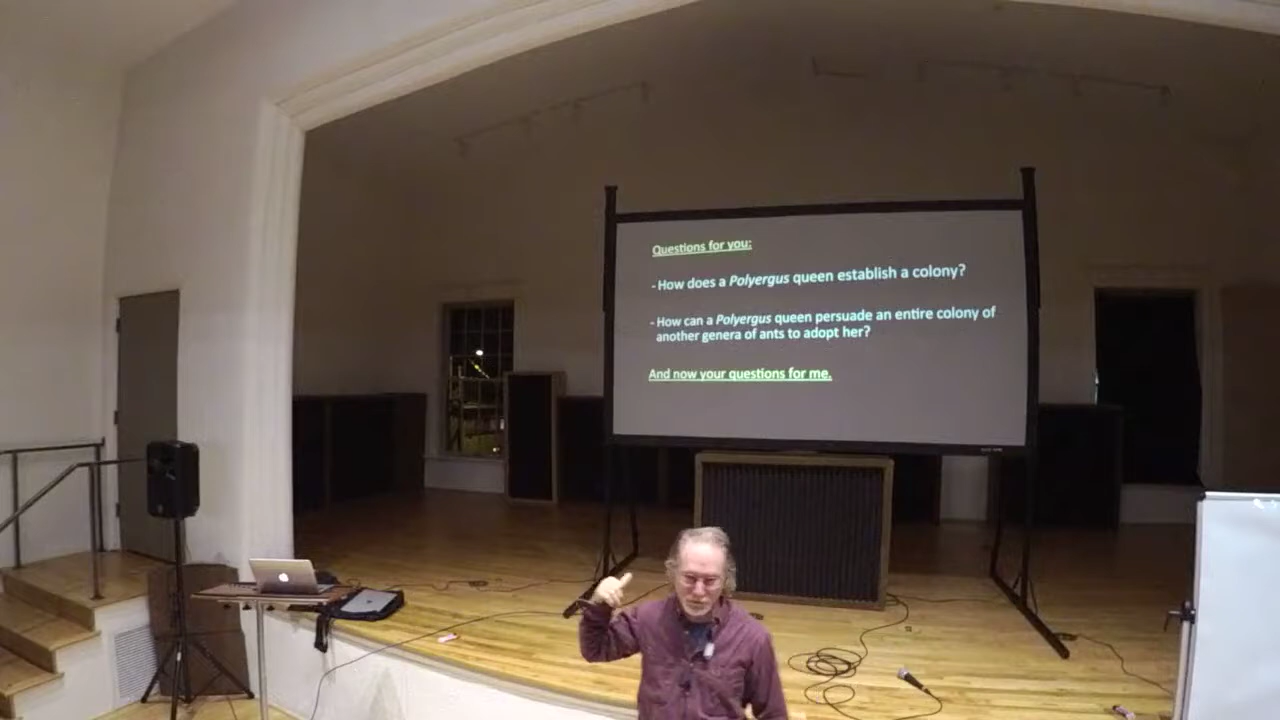 Questions for you:
- How does a Polyergus queen establish a colony?
- How can a Polyergus queen persuade an entire colony of
another genera of ants to adopt her?
And now your questions for me.